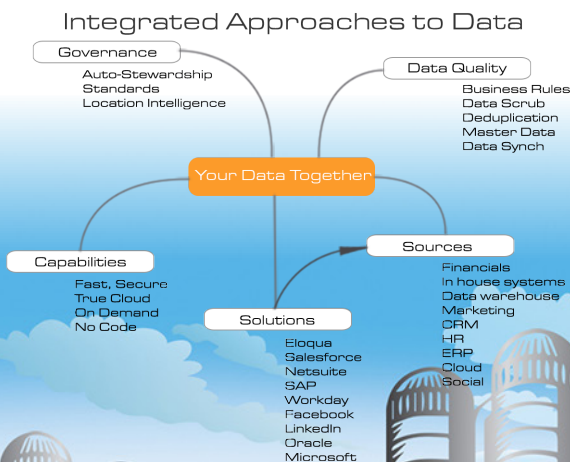 Integrated Approaches to Data
Governance
Auto-Stewardship
Standards
Location Intelligence
Data Quality
Business Rules
Data Scrub
Deduplication
Master Data
Data Synch
Your Data Together
Capabilities
Fast, Secure
True Cloud
On Demand
No Code
Sources
Financials
In house systems
Data warehouse
Marketing
CRM
HR
ERP
Cloud
Social
Solutions
Eloqua
Salesforce
Netsuite
SAP
Workday
Facebook
LinkedIn
Oracle
Microsoft